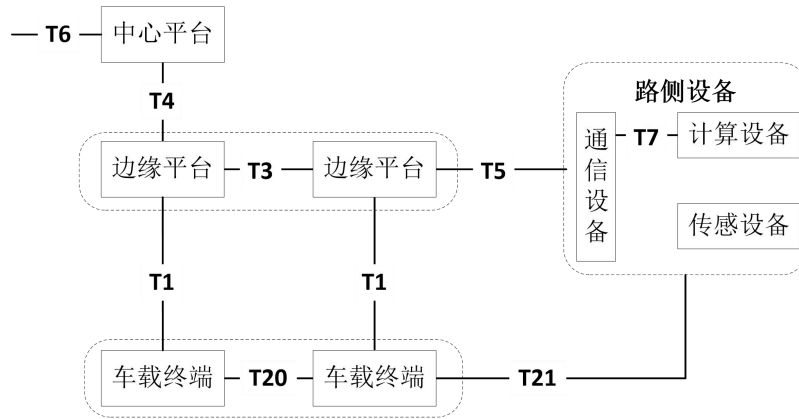 T6
中心平台
T4
路侧设备
通信设备
T7
计算设备
边缘平台
T3
边缘平台
T5
传感设备
T1
T1
车载终端
T20
车载终端
T21